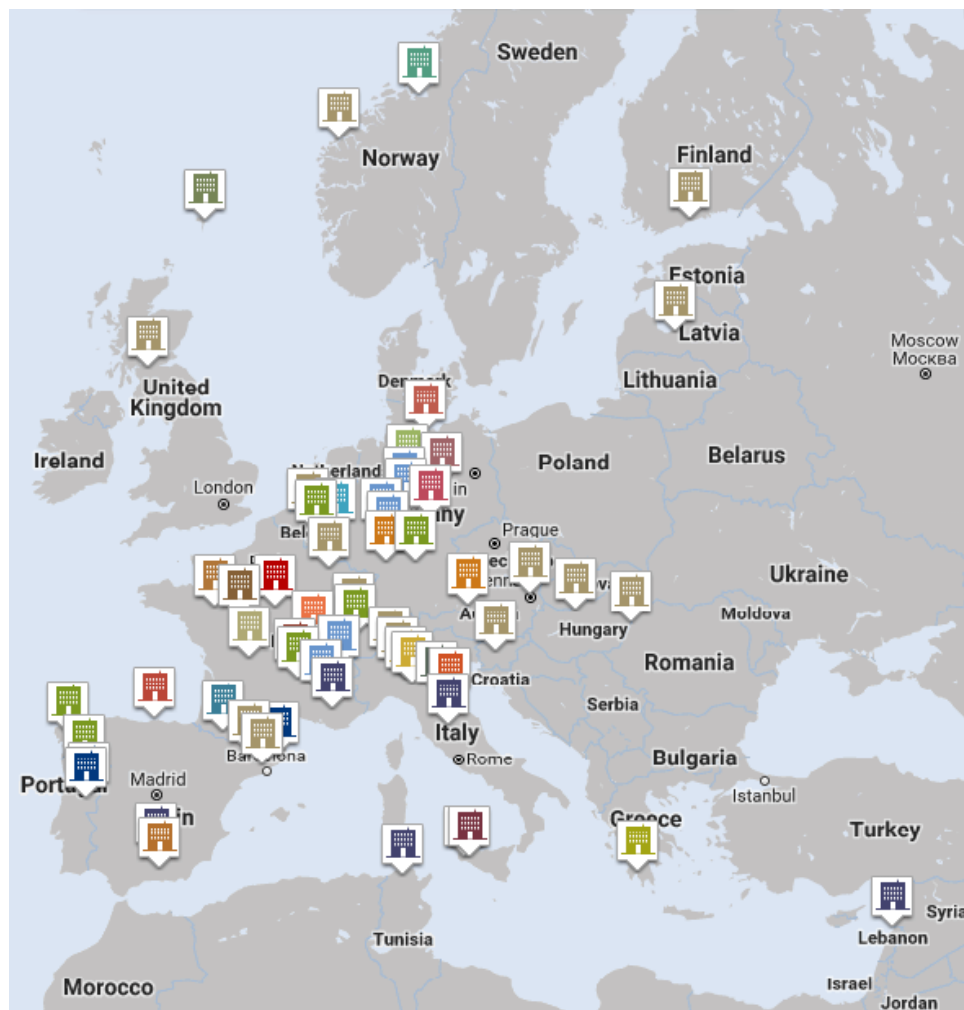 Sweden
Norway
Finland
Estonia
Latvia
Moscow
Москва
Denmark
Lithuania
United
Kingdom
Ireland
Poland
Belarus
London
Prague
Ukraine
Moldova
Hungary
Romania
Croatia
Serbia
Italy
Rome
Bulgaria
Madrid
Istanbul
Greece
Turkey
Syria
Lebanon
Tunisia
Israel
Morocco
Jordan